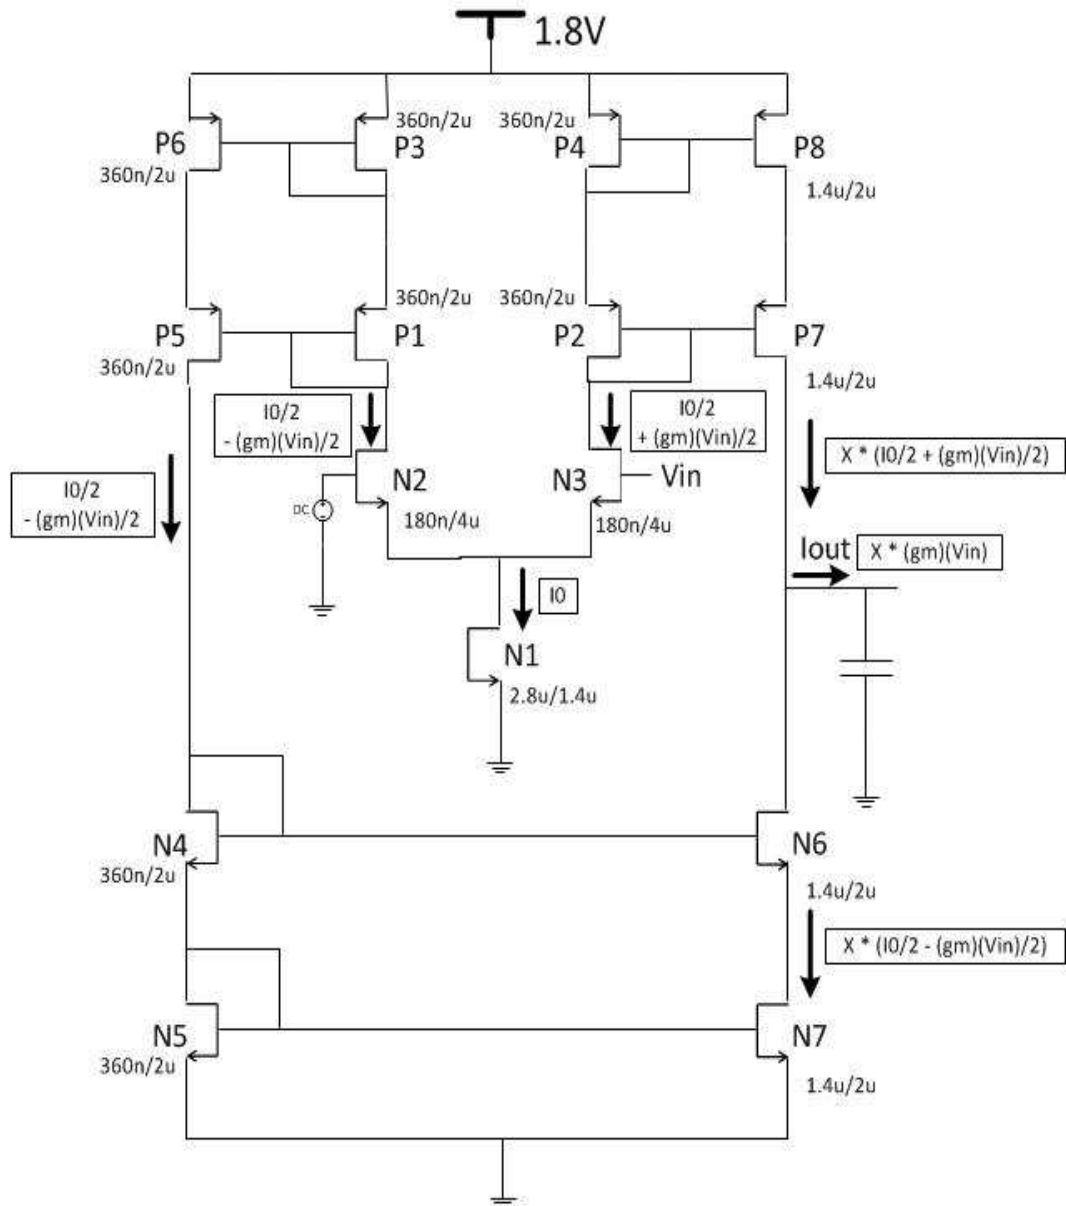 1.8V
360n/2u
360n/2u
P6
P3
P4
P8
360n/2u
1.4u/2u
360n/2u
360n/2u
P5
P1
P2
P7
360n/2u
1.4u/2u
I0/2
- (gm)(Vin)/2
I0/2
+ (gm)(Vin)/2
X * (I0/2 + (gm)(Vin)/2)
I0/2
- (gm)(Vin)/2
N2
N3
Vin
DC
180n/4u
180n/4u
Iout
X * (gm)(Vin)
I0
N1
2.8u/1.4u
N4
N6
360n/2u
1.4u/2u
X * (I0/2 - (gm)(Vin)/2)
N5
N7
360n/2u
1.4u/2u